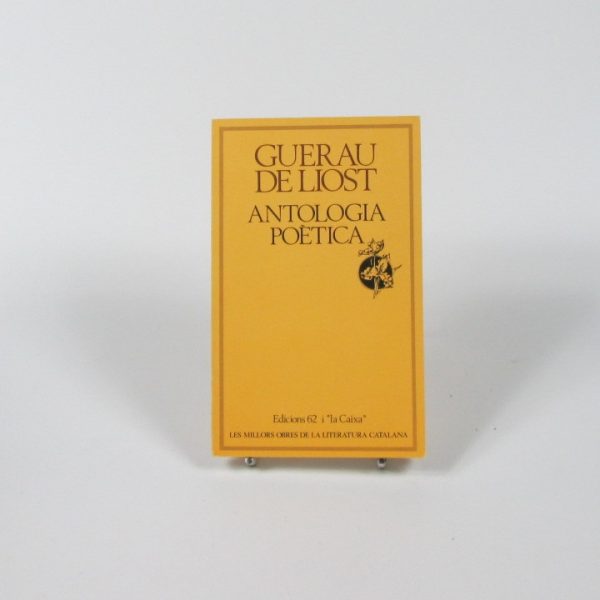 GUERAU
DE LIOST
ANTOLOGIA
POÈTICA
Edicions 62 i "la Caixa"
LES MILLORS OBRES DE LA LITERATURA CATALANA